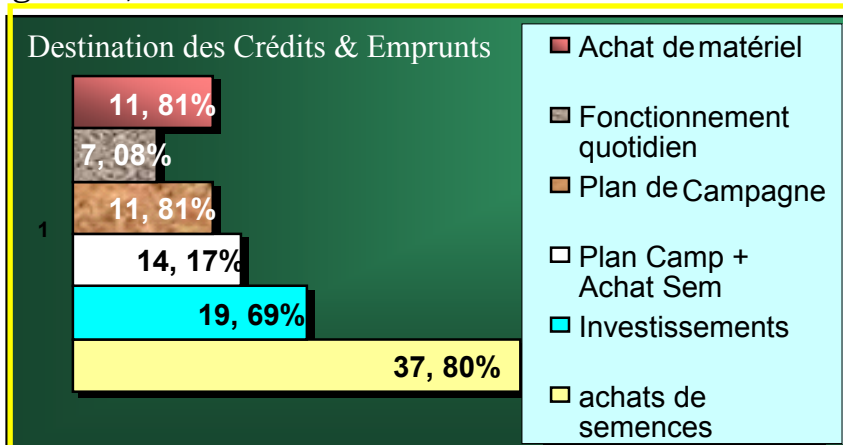 Destination des Crédits & Emprunts
11, 81%
7, 08%
11, 81%
14, 17%
19, 69%
37, 80%
1
Achat de matériel
Fonctionnement
quotidien
Plan de Campagne
Plan Camp +
Achat Sem
Investissements
achats de
semences